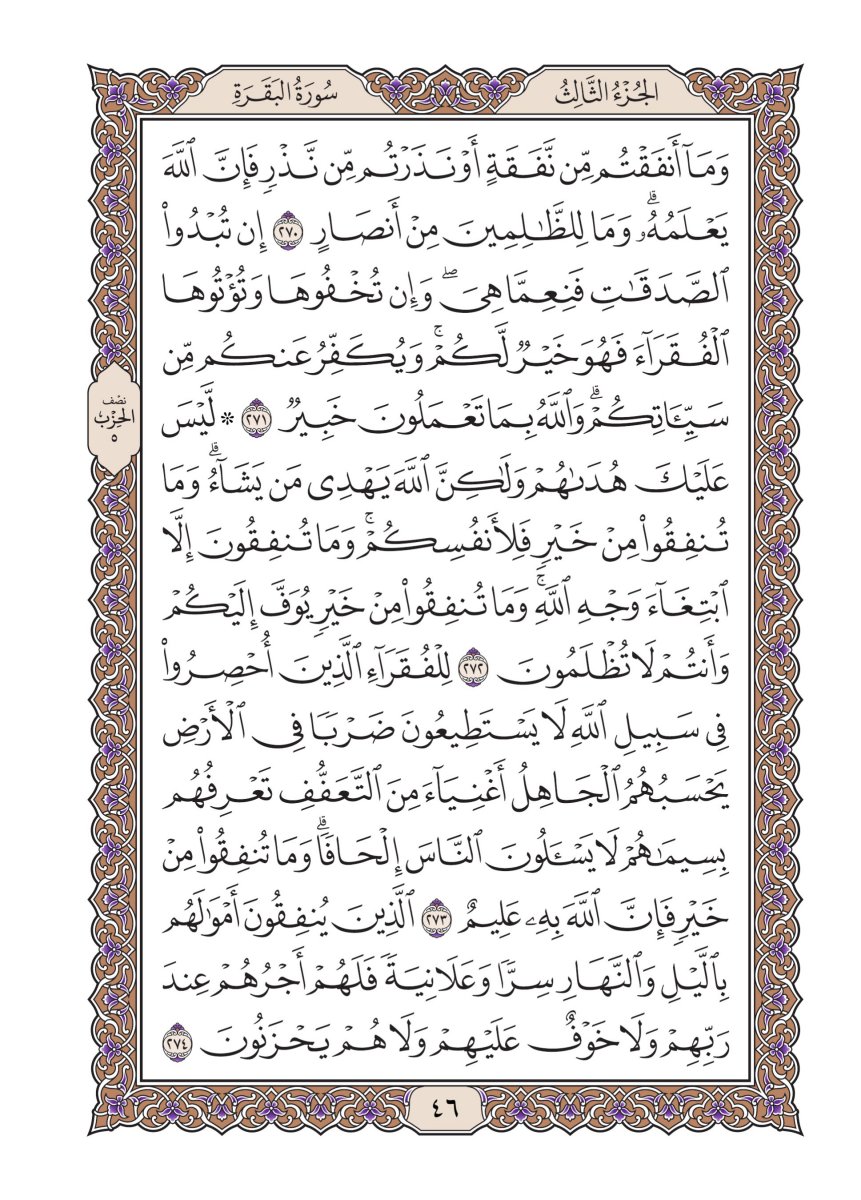 الجُزْءُ الثَّالِثُ
سُورَةُ البَقَرَةِ
وَمَآ أَنفَقۡتُم مِّن نَّفَقَةٍ أَوۡ نَذَرۡتُم مِّن نَّذۡرٖ فَإِنَّ ٱللَّهَ
يَعۡلَمُهُۥۗ وَمَا لِلظَّـٰلِمِينَ مِنۡ أَنصَارٍ ٢٧٠ إِن تُبۡدُواْ
ٱلصَّدَقَٰتِ فَنِعِمَّا هِيَۖ وَإِن تُخۡفُوهَا وَتُؤۡتُوهَا
ٱلۡفُقَرَآءَ فَهُوَ خَيۡرٞ لَّكُمۡۚ وَيُكَفِّرُ عَنكُم مِّن
سَيِّـَٔاتِكُمۡۗ وَٱللَّهُ بِمَا تَعۡمَلُونَ خَبِيرٞ ٢٧١ * لَّيۡسَ
عَلَيۡكَ هُدَىٰهُمۡ وَلَٰكِنَّ ٱللَّهَ يَهۡدِي مَن يَشَآءُۗ وَمَا
تُنفِقُواْ مِنۡ خَيۡرٖ فَلِأَنفُسِكُمۡۚ وَمَا تُنفِقُونَ إِلَّا
ٱبۡتِغَآءَ وَجۡهِ ٱللَّهِۚ وَمَا تُنفِقُواْ مِنۡ خَيۡرٖ يُوَفَّ إِلَيۡكُمۡ
وَأَنتُمۡ لَا تُظۡلَمُونَ ٢٧٢ لِلۡفُقَرَآءِ ٱلَّذِينَ أُحۡصِرُواْ
فِي سَبِيلِ ٱللَّهِ لَا يَسۡتَطِيعُونَ ضَرۡبٗا فِي ٱلۡأَرۡضِ
يَحۡسَبُهُمُ ٱلۡجَاهِلُ أَغۡنِيَآءَ مِنَ ٱلتَّعَفُّفِ تَعۡرِفُهُم
بِسِيمَٰهُمۡ لَا يَسۡـَٔلُونَ ٱلنَّاسَ إِلۡحَافٗاۗ وَمَا تُنفِقُواْ مِنۡ
خَيۡرٖ فَإِنَّ ٱللَّهَ بِهِۦ عَلِيمٌ ٢٧٣ ٱلَّذِينَ يُنفِقُونَ أَمۡوَٰلَهُم
بِٱلَّيۡلِ وَٱلنَّهَارِ سِرّٗا وَعَلَانِيَةٗ فَلَهُمۡ أَجۡرُهُمۡ عِندَ
رَبِّهِمۡ وَلَا خَوۡفٌ عَلَيۡهِمۡ وَلَا هُمۡ يَحۡزَنُونَ ٢٧٤
نصْف
الحِزْبُ
٥
٤٦